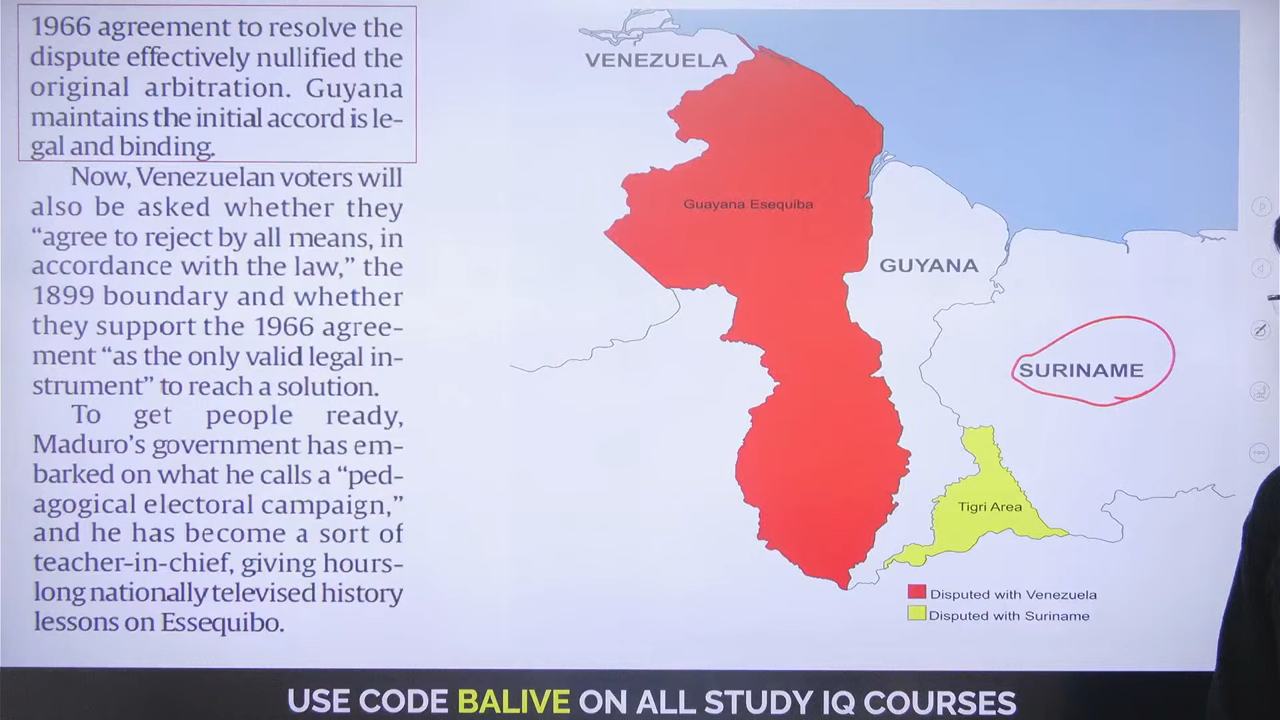 1966 agreement to resolve the
dispute effectively nullified the
original arbitration. Guyana
maintains the initial accord is le-
gal and binding.
Now, Venezuelan voters will
also be asked whether they
“agree to reject by all means, in
accordance with the law,” the
1899 boundary and whether
they support the 1966 agree-
ment “as the only valid legal in-
strument” to reach a solution.
To get people ready,
Maduro’s government has em-
barked on what he calls a “ped-
agogical electoral campaign,”
and he has become a sort of
teacher-in-chief, giving hours-
long nationally televised history
lessons on Essequibo.
VENEZUELA
Guayana Esequiba
GUYANA
SURINAME
Tigri Area
Disputed with Venezuela
Disputed with Suriname
USE CODE BALIVE ON ALL STUDY IQ COURSES